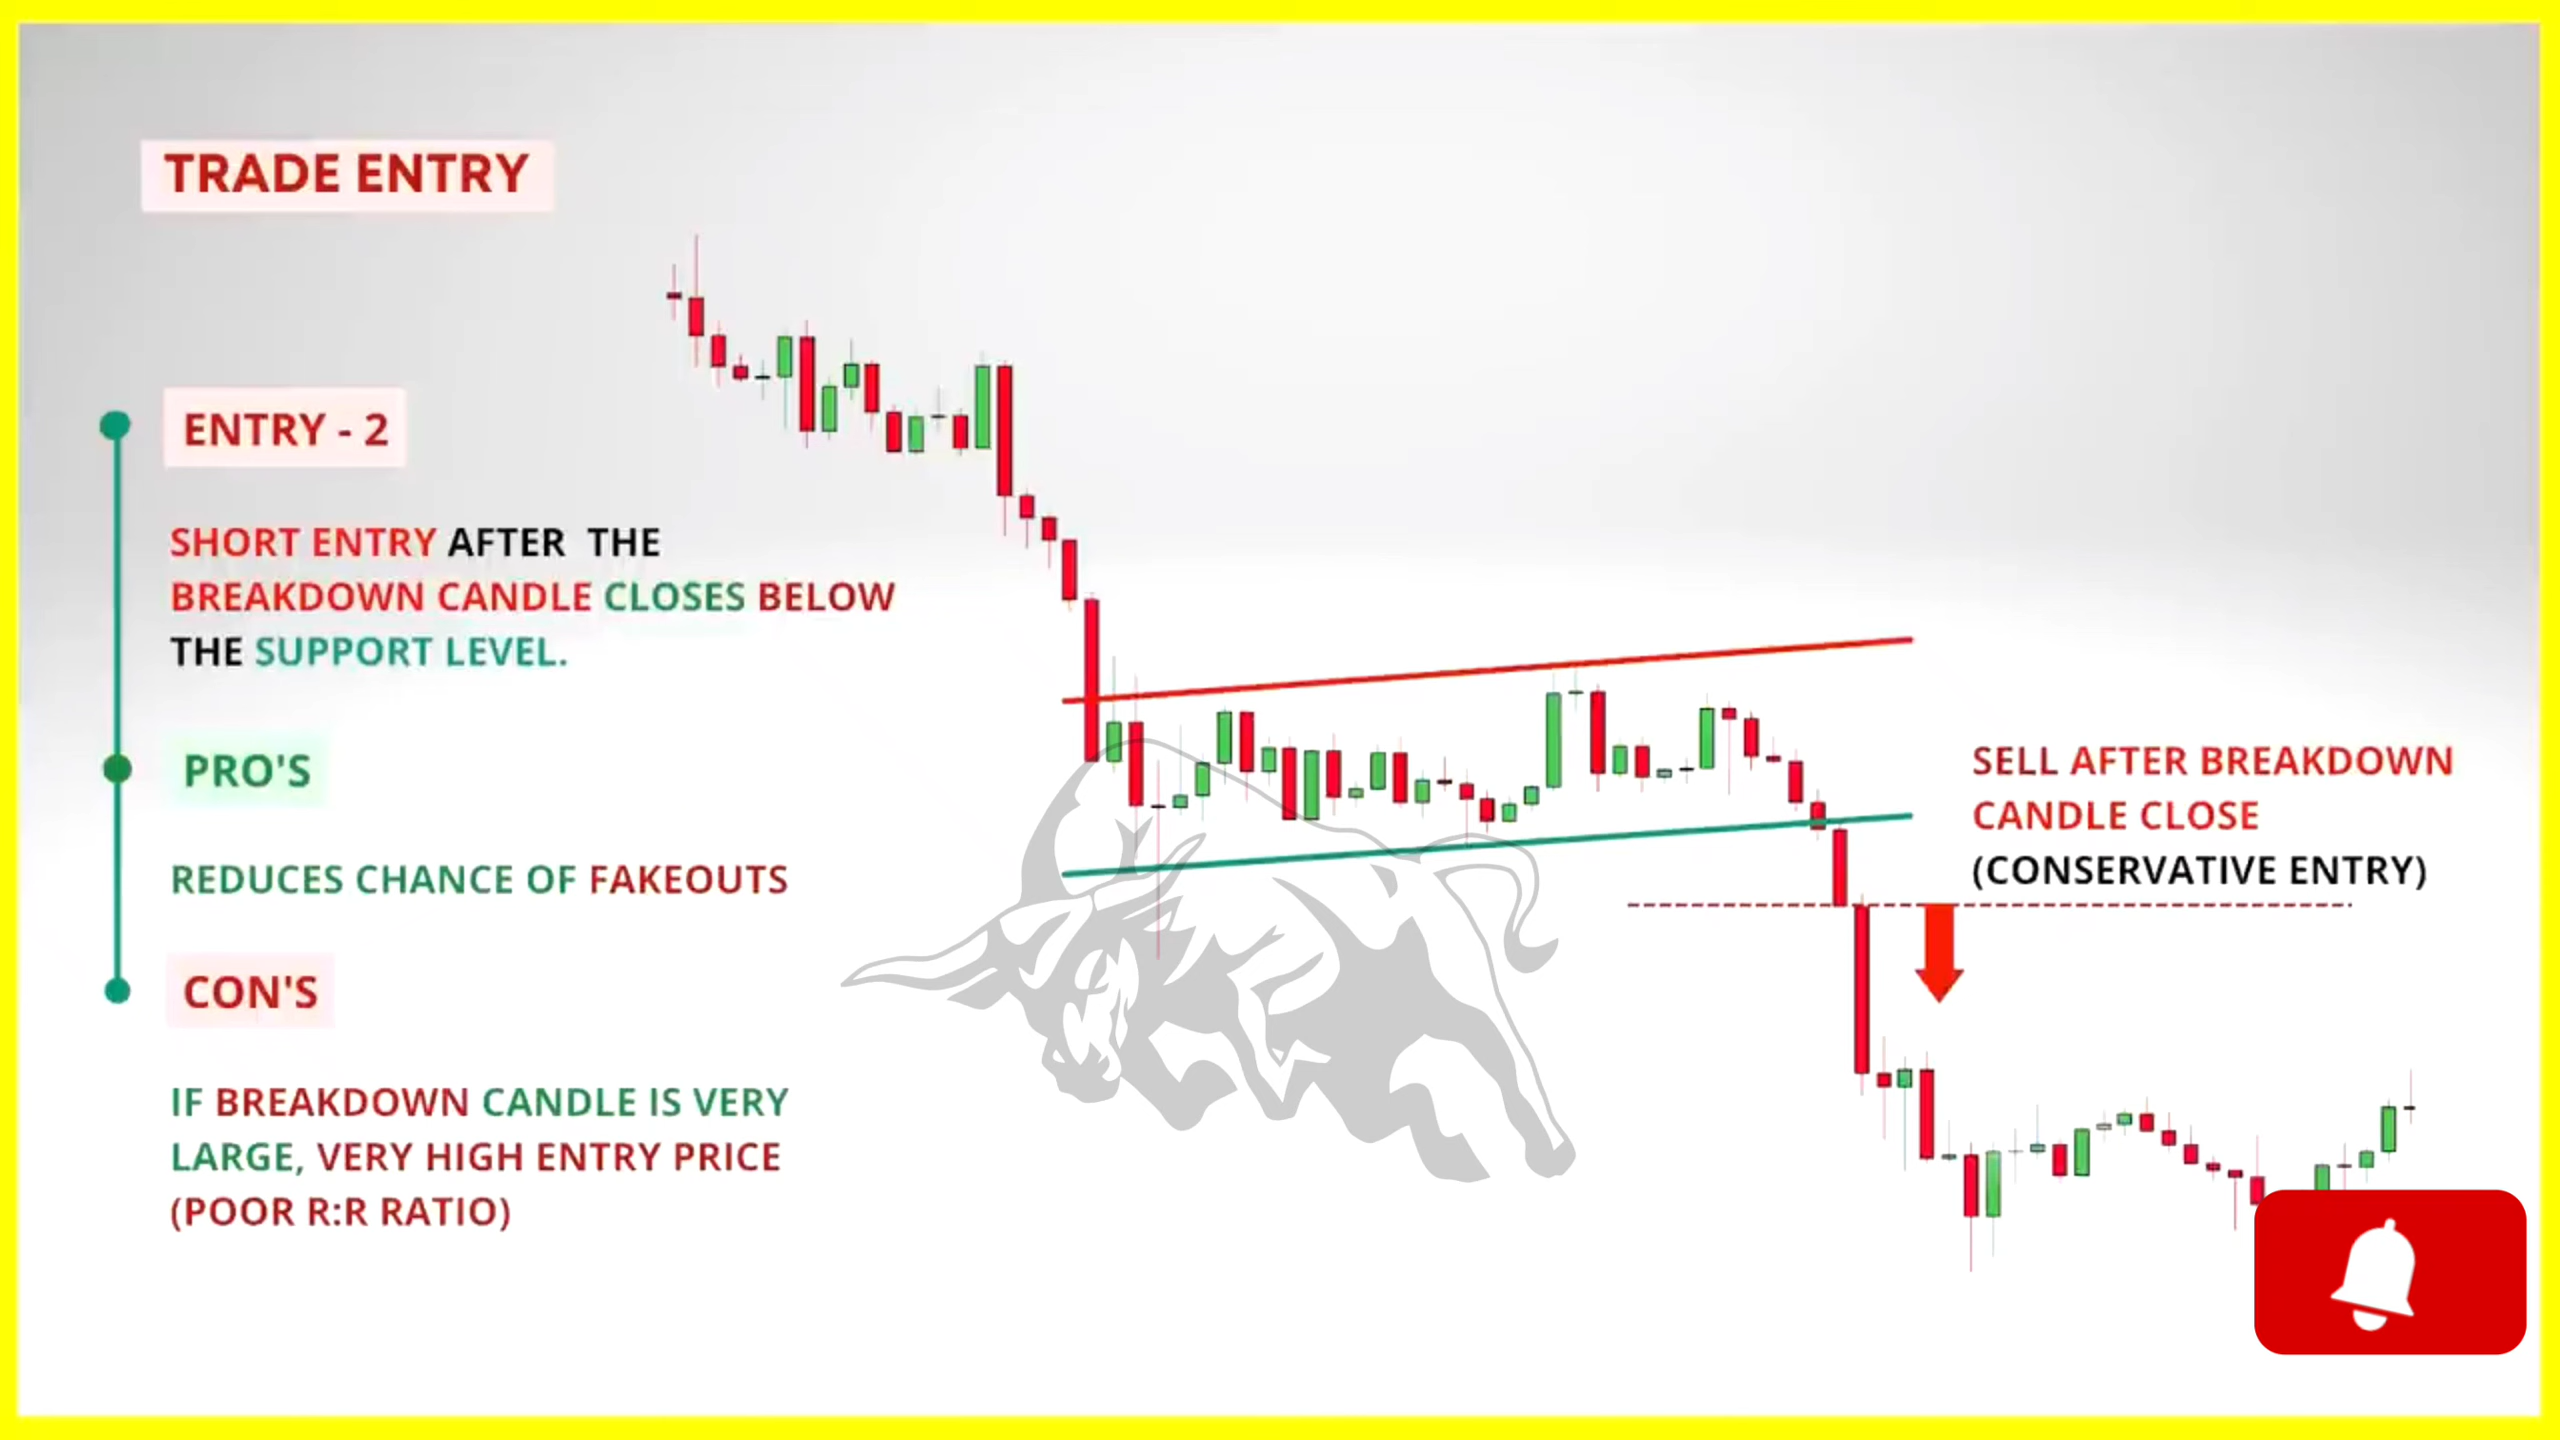 TRADE ENTRY
ENTRY - 2
SHORT ENTRY AFTER THE
BREAKDOWN CANDLE CLOSES BELOW
THE SUPPORT LEVEL.
PRO'S
REDUCES CHANCE OF FAKEOUTS
CON'S
IF BREAKDOWN CANDLE IS VERY
LARGE, VERY HIGH ENTRY PRICE
(POOR R:R RATIO)
SELL AFTER BREAKDOWN
CANDLE CLOSE
(CONSERVATIVE ENTRY)